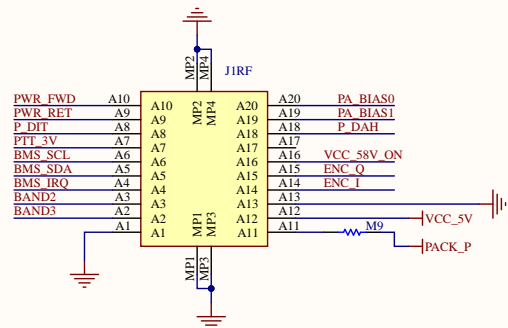 J1RF
MP2 MP4
PWR_FWD A10 A10 MP2 MP4 A20 A20 PA_BIAS0
PWR_RET A9 A9 A19 A19 PA_BIAS1
P_DIT A8 A8 A18 A18 P_DAH
PTT_3V A7 A7 A17 A17
BMS_SCL A6 A6 A16 A16 VCC_58V_ON
BMS_SDA A5 A5 A15 A15 ENC_Q
BMS_IRQ A4 A4 A14 A14 ENC_I
BAND2 A3 A3 A13 A13
BAND3 A2 A2 A12 A12 VCC_5V
A1 A1 MP1 MP3 A11 A11 M9
PACK_P
MP1 MP3